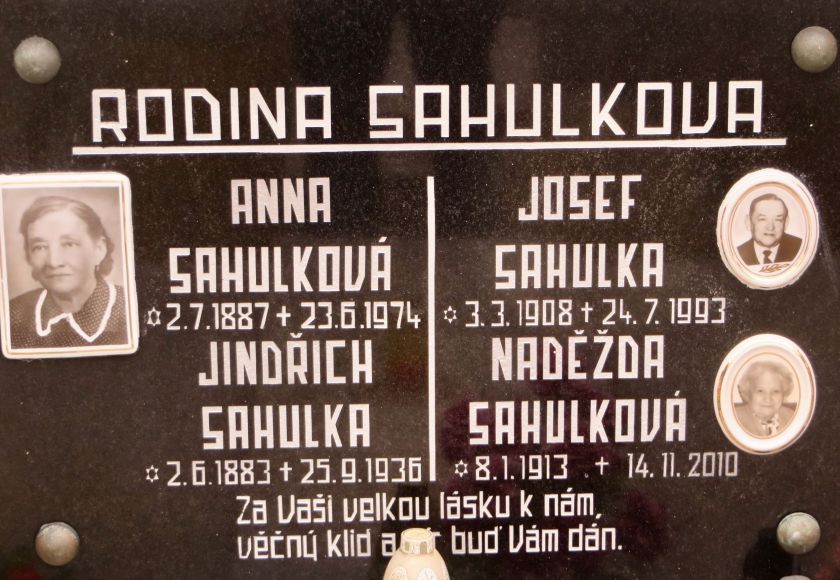 RODINA SAHULKOVA
ANNA
SAHULKOVÁ
✡2.7.1887 + 23.6.1974
JINDŘICH
SAHULKA
✡2.6.1883 + 25.9.1936
JOSEF
SAHULKA
✡3.3.1908 + 24.7.1993
NADĚŽDA
SAHULKOVÁ
✡8.1.1913 + 14.11.2010
Za Vaši velkou lásku k nám,
věčný klid buď Vám dán.